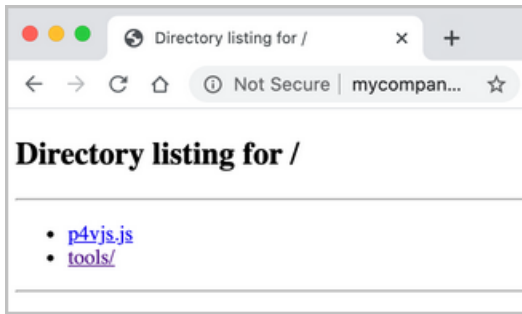 Directory listing for /
Not Secure | mycompan...
Directory listing for /
p4vjs.js
tools/